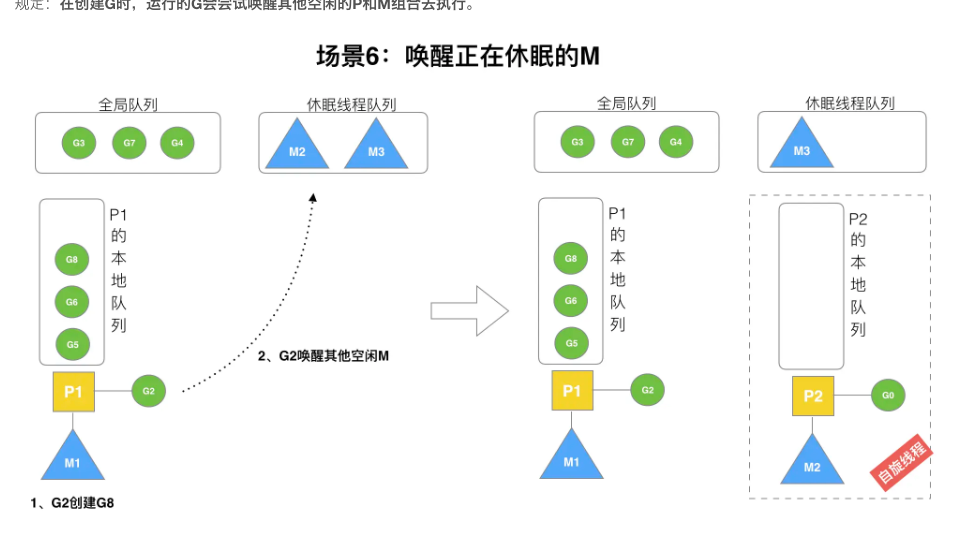 规定：在创建G时，运行的G会尝试唤醒其他空闲的P和M组合去执行。
场景6：唤醒正在休眠的M
全局队列
休眠线程队列
G3 G7 G4
M2 M3
P1的本地队列
G8
G6
G5
P1
G2
M1
1、G2创建G8
2、G2唤醒其他空闲M
全局队列
休眠线程队列
G3 G7 G4
M3
P1的本地队列
G8
G6
G5
P1
G2
M1
P2的本地队列
P2
G0
M2
自旋线程